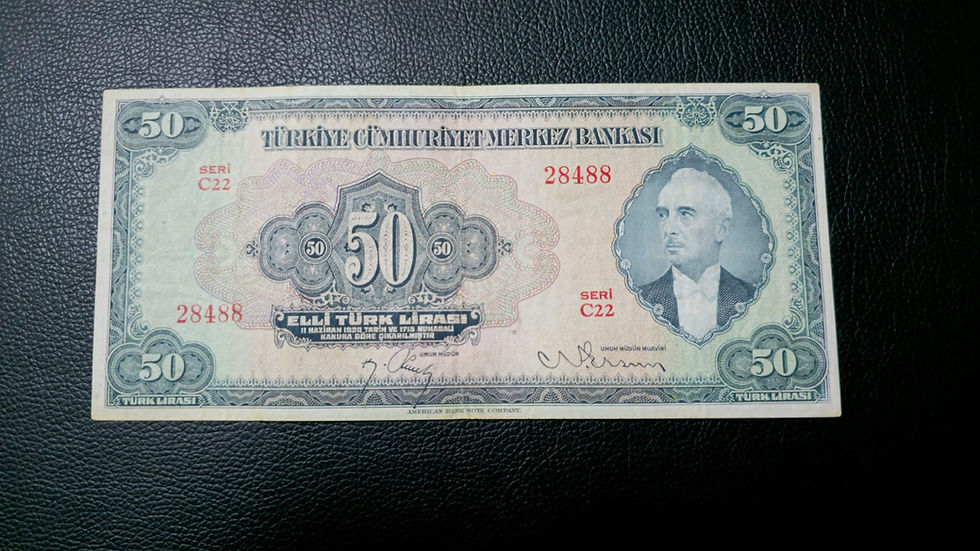 50 50
TÜRKİYE CÜMHURİYET MERKEZ BANKASI
SERİ
C22
28488
50 50 50
28488
SERİ
C22
ELLİ TÜRK LİRASI
11 HAZİRAN 1930 TARİH VE 1715 NUMARALI
KANUNA GÖRE ÇIKARILMIŞTIR
UMUM MÜDÜR
UMUM MÜDÜR MUAVİNİ
50 50
TÜRK LİRASI TÜRK LİRASI
AMERICAN BANK NOTE COMPANY.